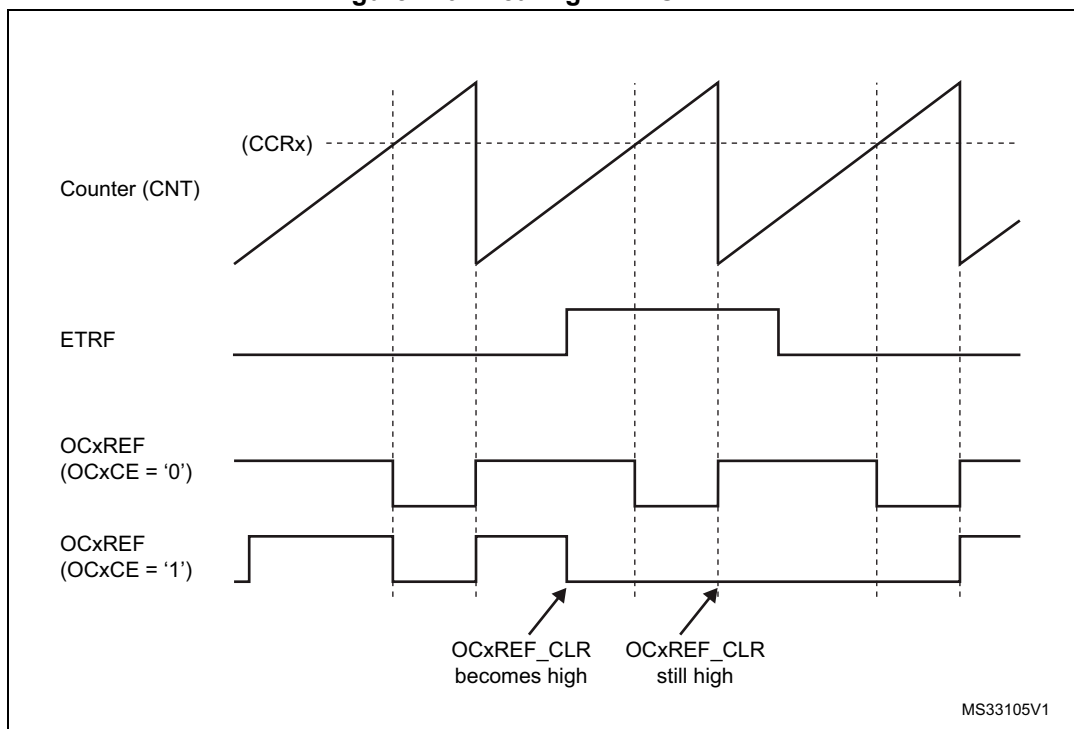 (CCRx)
Counter (CNT)
ETRF
OCxREF
(OCxCE = ‘0’)
OCxREF
(OCxCE = ‘1’)
OCxREF_CLR
becomes high
OCxREF_CLR
still high
MS33105V1